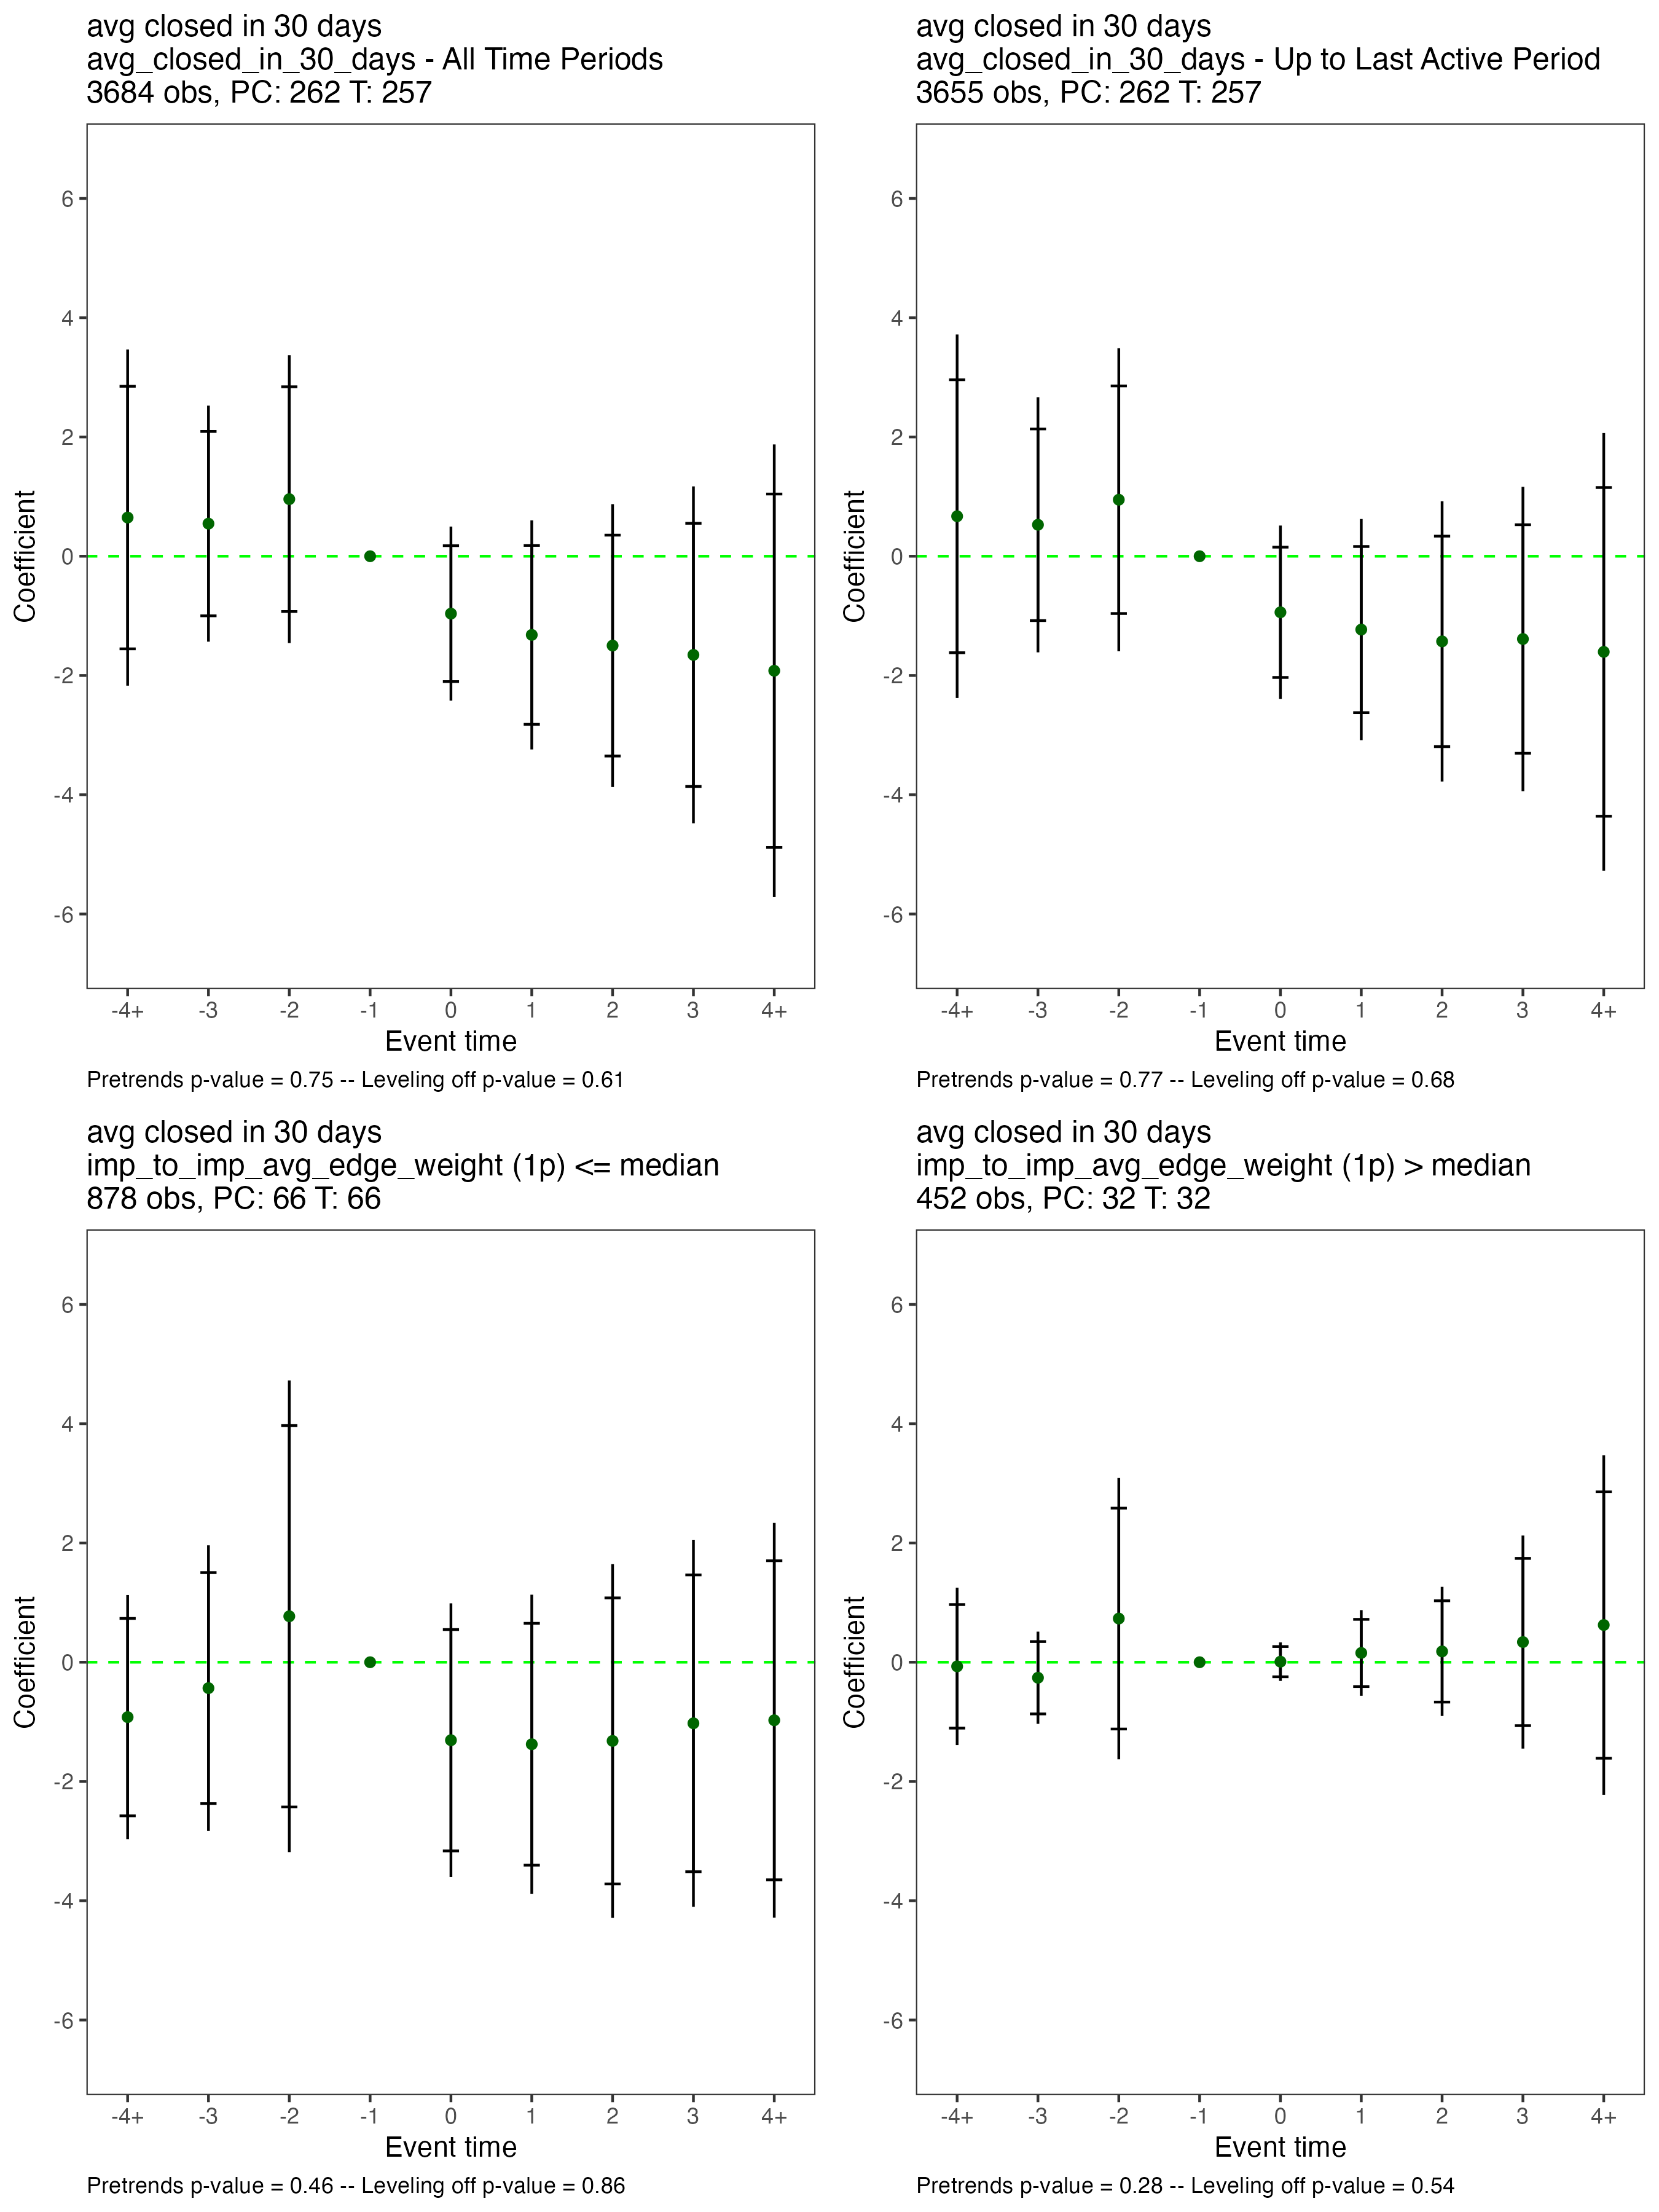 avg closed in 30 days
avg_closed_in_30_days - All Time Periods
3684 obs, PC: 262 T: 257
6
4
2
0
-2
-4
-6
Coefficient
-4+ -3 -2 -1 0 1 2 3 4+
Event time
Pretrends p-value = 0.75 -- Leveling off p-value = 0.61
avg closed in 30 days
avg_closed_in_30_days - Up to Last Active Period
3655 obs, PC: 262 T: 257
6
4
2
0
-2
-4
-6
Coefficient
-4+ -3 -2 -1 0 1 2 3 4+
Event time
Pretrends p-value = 0.77 -- Leveling off p-value = 0.68
avg closed in 30 days
imp_to_imp_avg_edge_weight (1p) <= median
878 obs, PC: 66 T: 66
6
4
2
0
-2
-4
-6
Coefficient
-4+ -3 -2 -1 0 1 2 3 4+
Event time
Pretrends p-value = 0.46 -- Leveling off p-value = 0.86
avg closed in 30 days
imp_to_imp_avg_edge_weight (1p) > median
452 obs, PC: 32 T: 32
6
4
2
0
-2
-4
-6
Coefficient
-4+ -3 -2 -1 0 1 2 3 4+
Event time
Pretrends p-value = 0.28 -- Leveling off p-value = 0.54